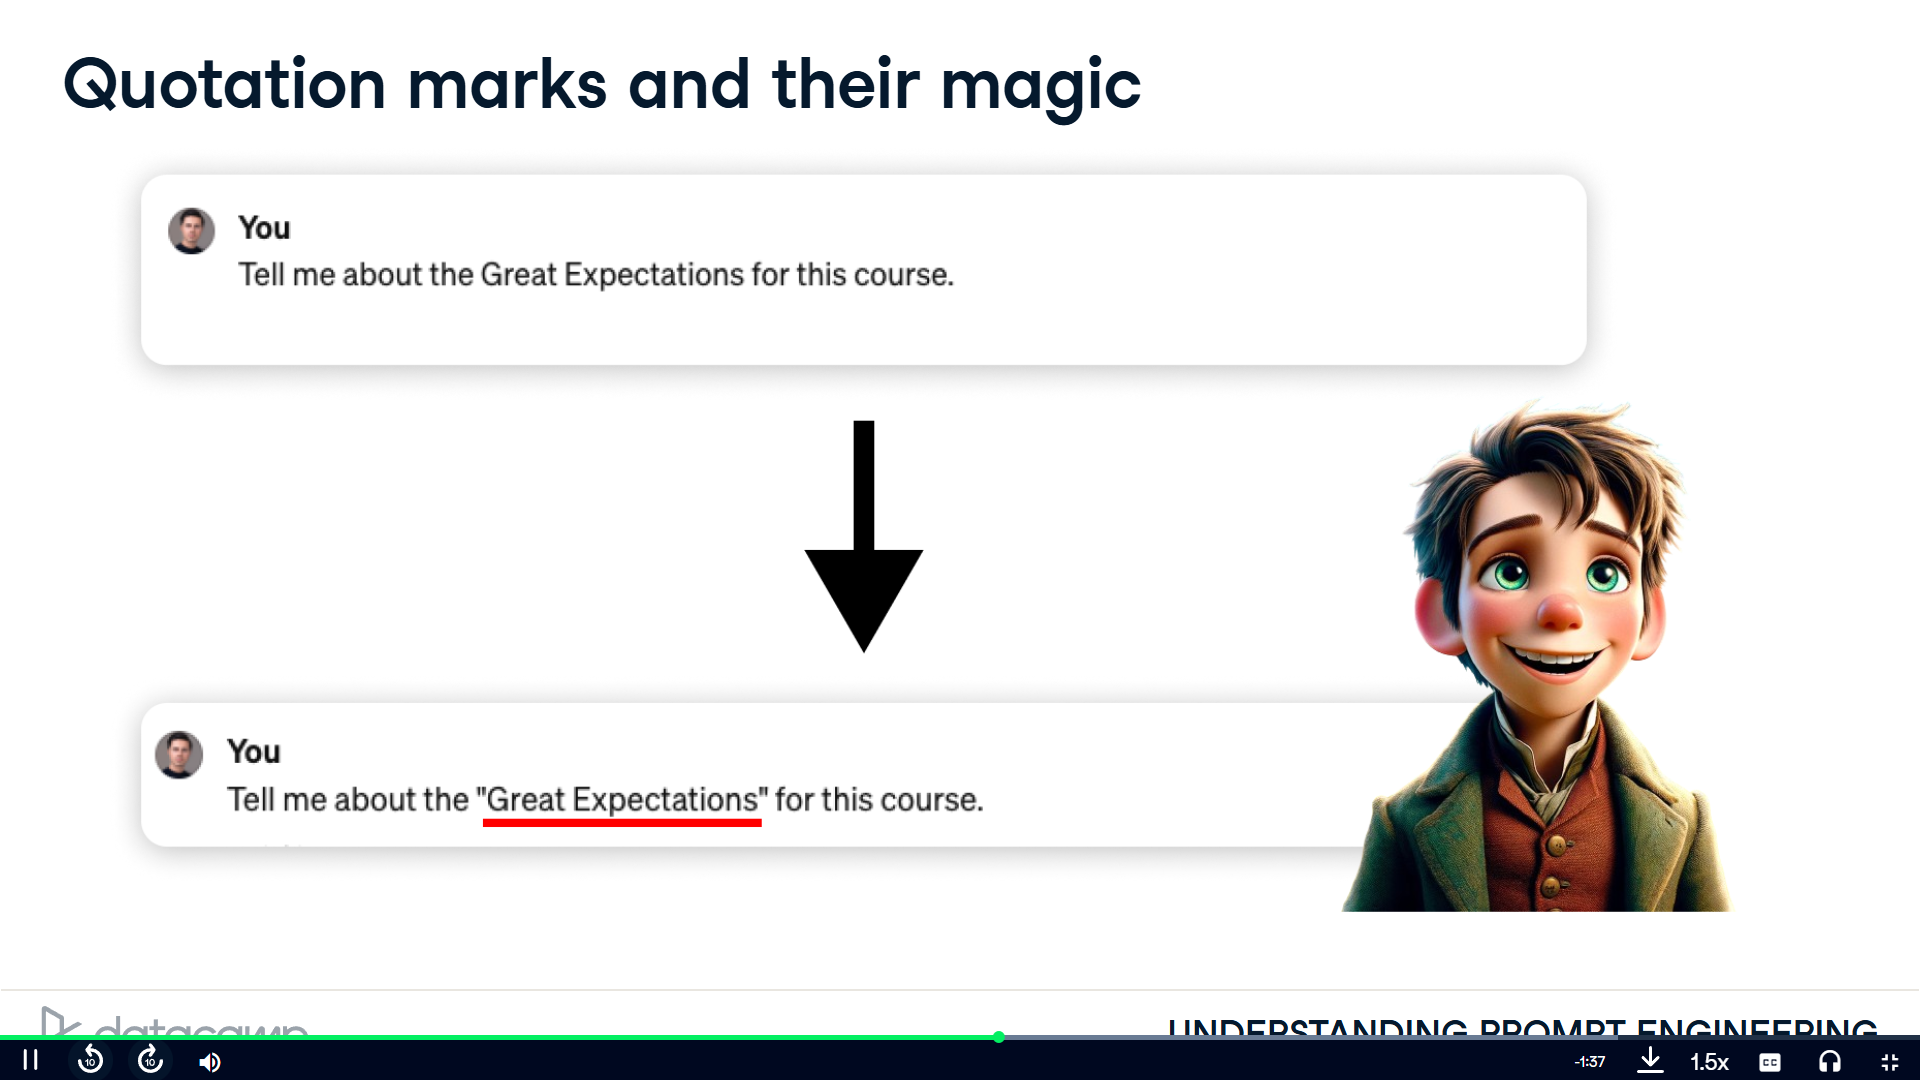 Quotation marks and their magic
You
Tell me about the Great Expectations for this course.
You
Tell me about the "Great Expectations" for this course.
datacamp
UNDERSTANDING PROMPT ENGINEERING
10
10
-1:37
1.5x
CC